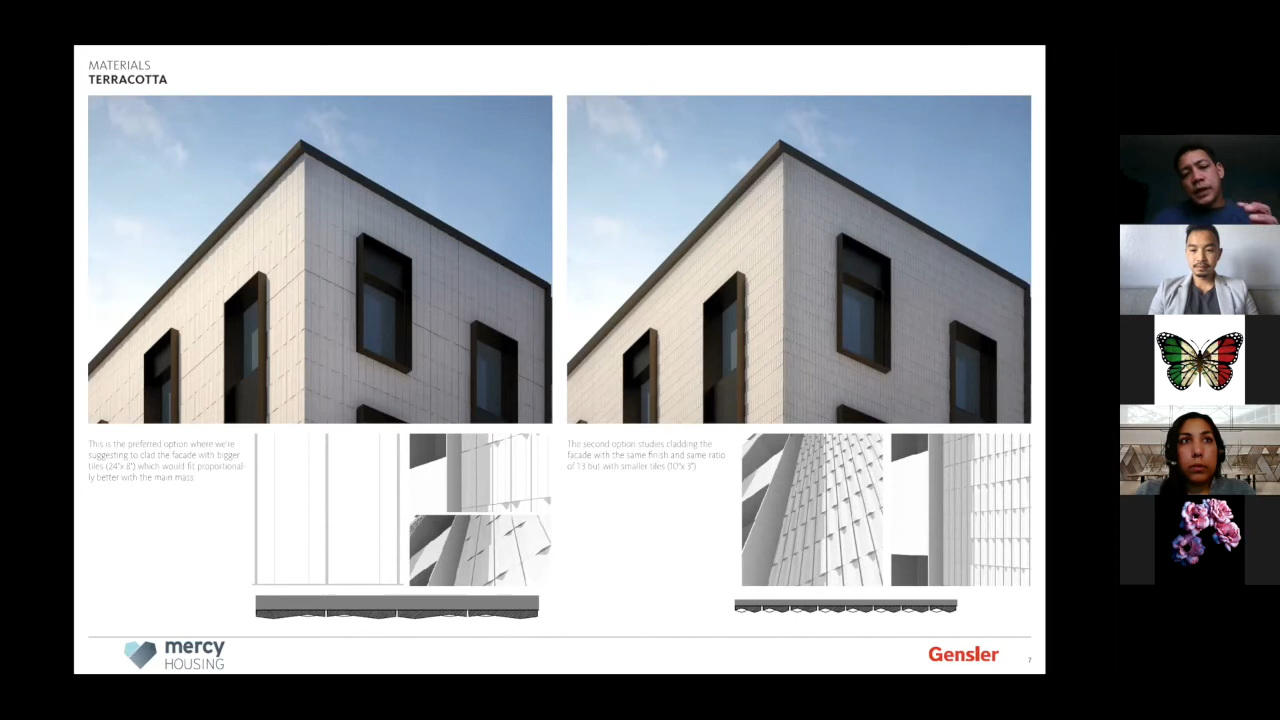 MATERIALS
TERRACOTTA
This is the preferred option where we're
suggesting to clad the facade with bigger
tiles (24"x 8") which would fit proportional-
ly better with the main mass
The second option studies cladding the
facade with the same finish and same ratio
of 1:3 but with smaller tiles (10"x 3")
mercy
HOUSING
Gensler
7